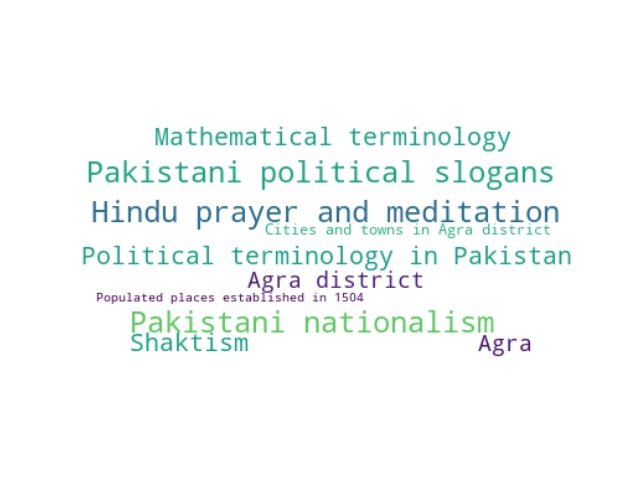 Mathematical terminology
Pakistani political slogans
Hindu prayer and meditation
Cities and towns in Agra district
Political terminology in Pakistan
Agra district
Populated places established in 1504
Pakistani nationalism
Shaktism
Agra